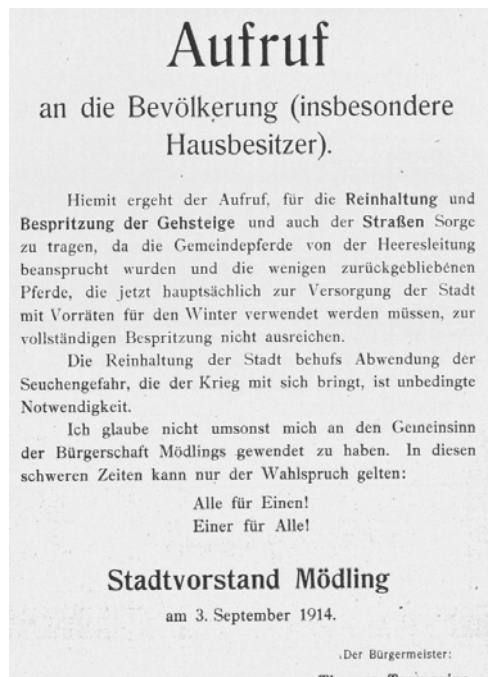 Aufruf
an die Bevölkerung (insbesondere
Hausbesitzer).
Hiemit ergeht der Aufruf, für die Reinhaltung und
Bespritzung der Gehsteige und auch der Straßen Sorge
zu tragen, da die Gemeindepferde von der Heeresleitung
beansprucht wurden und die wenigen zurückgebliebenen
Pferde, die jetzt hauptsächlich zur Versorgung der Stadt
mit Vorräten für den Winter verwendet werden müssen, zur
vollständigen Bespritzung nicht ausreichen.
Die Reinhaltung der Stadt behufs Abwendung der
Seuchengefahr, die der Krieg mit sich bringt, ist unbedingte
Notwendigkeit.
Ich glaube nicht umsonst mich an den Gemeinsinn
der Bürgerschaft Mödlings gewendet zu haben. In diesen
schweren Zeiten kann nur der Wahlspruch gelten:
Alle für Einen!
Einer für Alle!
Stadtvorstand Mödling
am 3. September 1914.
Der Bürgermeister: